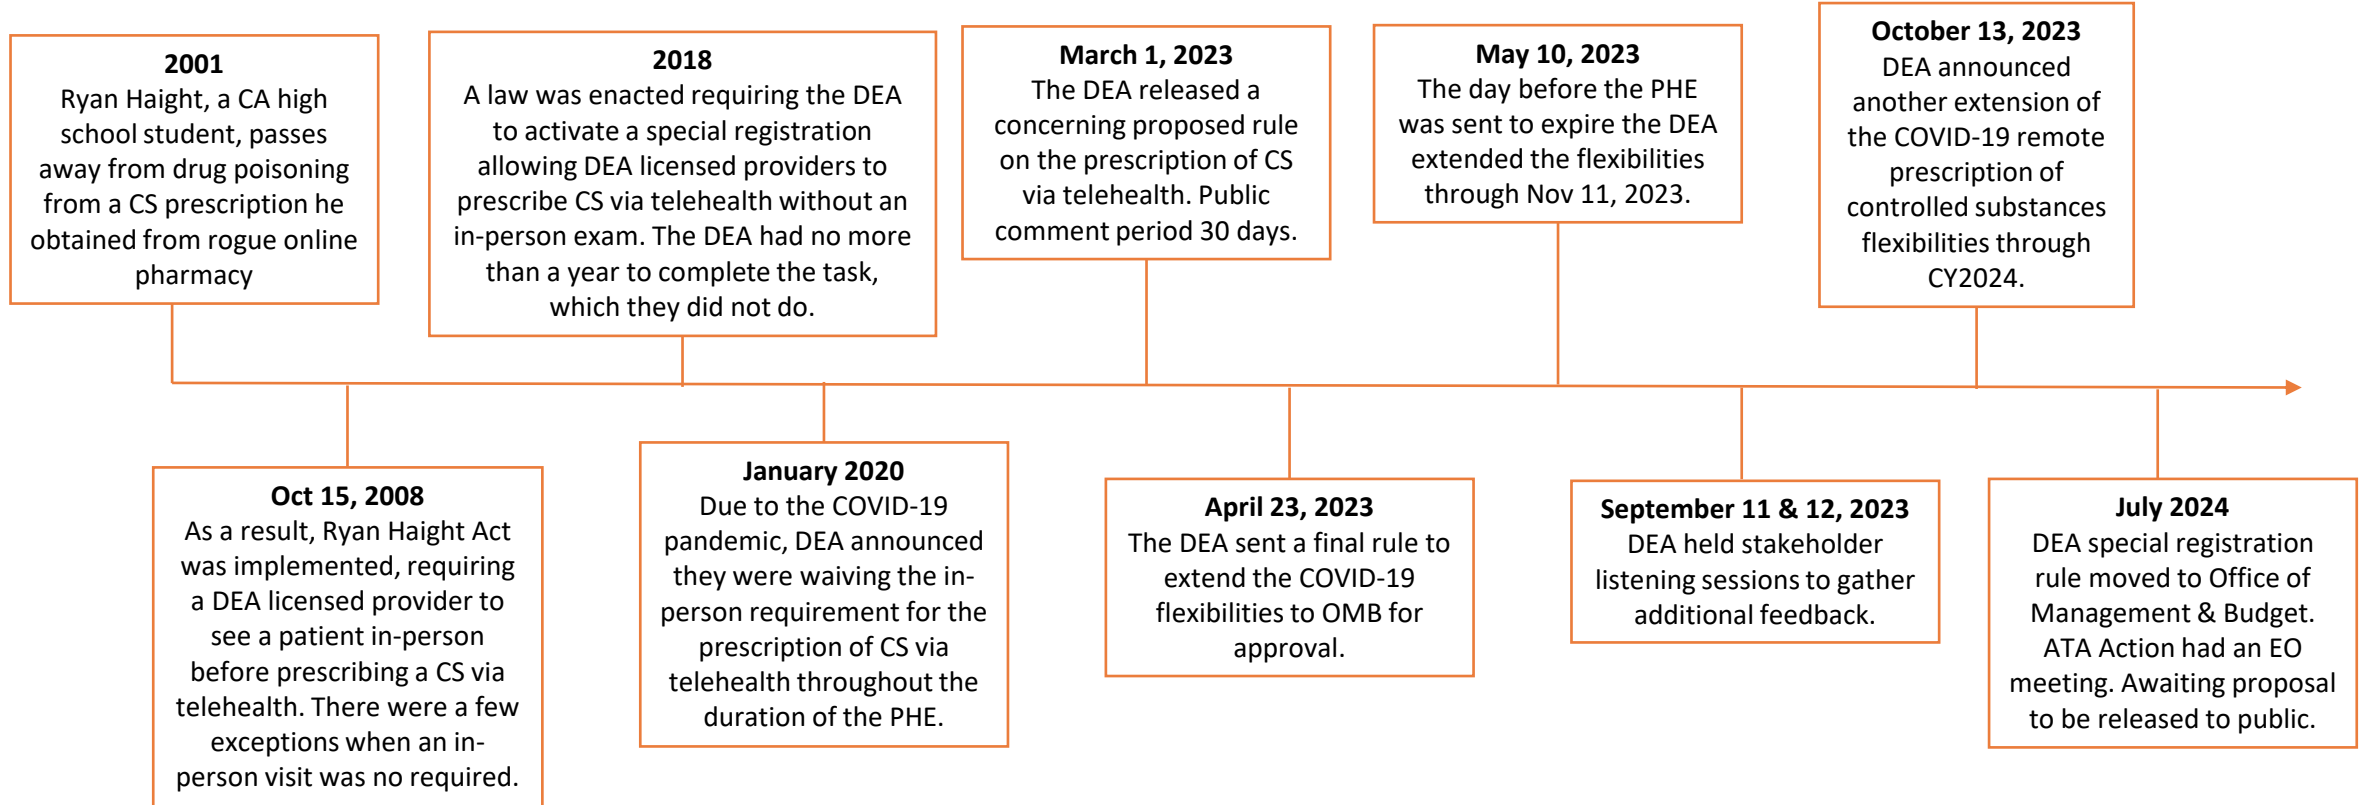 2001
Ryan Haight, a CA high
school student, passes
away from drug poisoning
from a CS prescription he
obtained from rogue online
pharmacy
Oct 15, 2008
As a result, Ryan Haight Act
was implemented, requiring
a DEA licensed provider to
see a patient in-person
before prescribing a CS via
telehealth. There were a few
exceptions when an in-
person visit was no required.
2018
A law was enacted requiring the DEA
to activate a special registration
allowing DEA licensed providers to
prescribe CS via telehealth without an
in-person exam. The DEA had no more
than a year to complete the task,
which they did not do.
January 2020
Due to the COVID-19
pandemic, DEA announced
they were waiving the in-
person requirement for the
prescription of CS via
telehealth throughout the
duration of the PHE.
March 1, 2023
The DEA released a
concerning proposed rule
on the prescription of CS
via telehealth. Public
comment period 30 days.
April 23, 2023
The DEA sent a final rule to
extend the COVID-19
flexibilities to OMB for
approval.
May 10, 2023
The day before the PHE
was sent to expire the DEA
extended the flexibilities
through Nov 11, 2023.
September 11 & 12, 2023
DEA held stakeholder
listening sessions to gather
additional feedback.
October 13, 2023
DEA announced
another extension of
the COVID-19 remote
prescription of
controlled substances
flexibilities through
CY2024.
July 2024
DEA special registration
rule moved to Office of
Management & Budget.
ATA Action had an EO
meeting. Awaiting proposal
to be released to public.